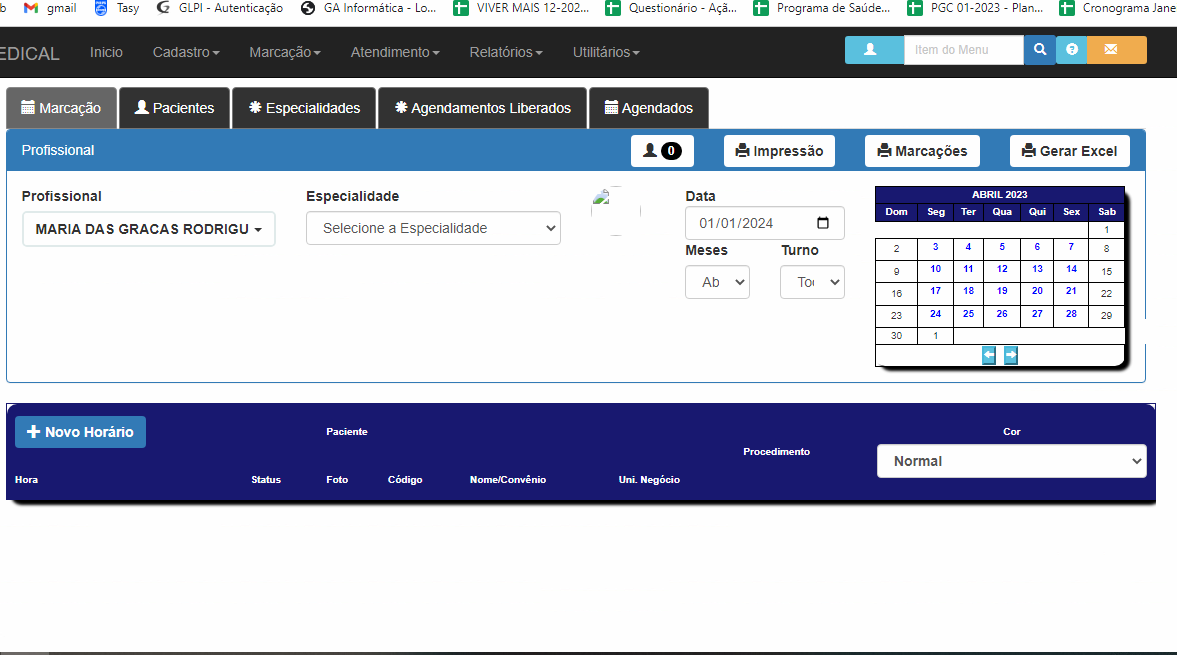 b gmail Tasy GLPI - Autenticação GA Informática - Lo... VIVER MAIS 12-202... Questionário - Açã... Programa de Saúde... PGC 01-2023 - Plan... Cronograma Jane
EDICAL Inicio Cadastro Marcação Atendimento Relatórios Utilitários Item do Menu
Marcação Pacientes Especialidades Agendamentos Liberados Agendados
Profissional 0 Impressão Marcações Gerar Excel
Profissional Especialidade Data
MARIA DAS GRACAS RODRIGU Selecione a Especialidade 01/01/2024
Meses Turno
Ab Tod
ABRIL 2023
Dom Seg Ter Qua Qui Sex Sab
1
2 3 4 5 6 7 8
9 10 11 12 13 14 15
16 17 18 19 20 21 22
23 24 25 26 27 28 29
30 1
Novo Horário Paciente Procedimento Cor
Normal
Hora Status Foto Código Nome/Convênio Uni. Negócio